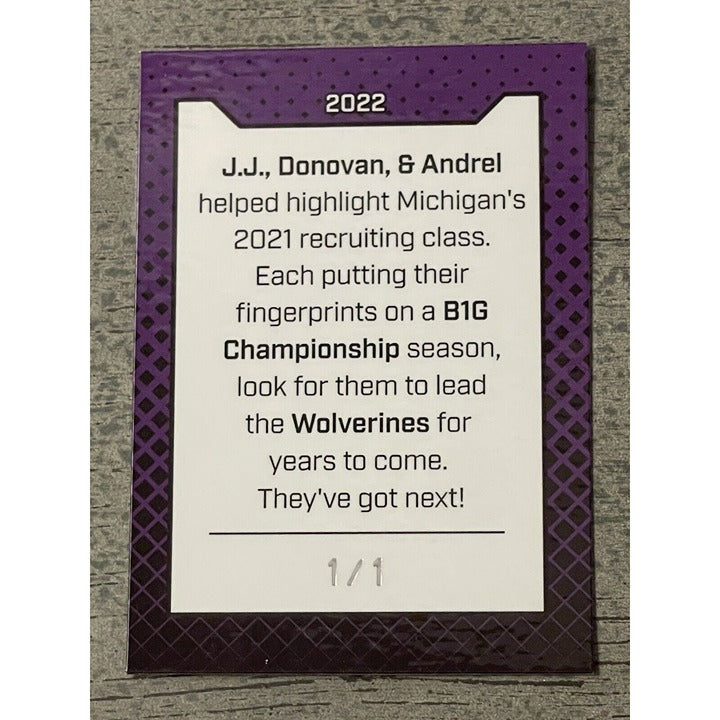 2022
J.J., Donovan, & Andrel
helped highlight Michigan's
2021 recruiting class.
Each putting their
fingerprints on a B1G
Championship season,
look for them to lead
the Wolverines for
years to come.
They've got next!
1/1